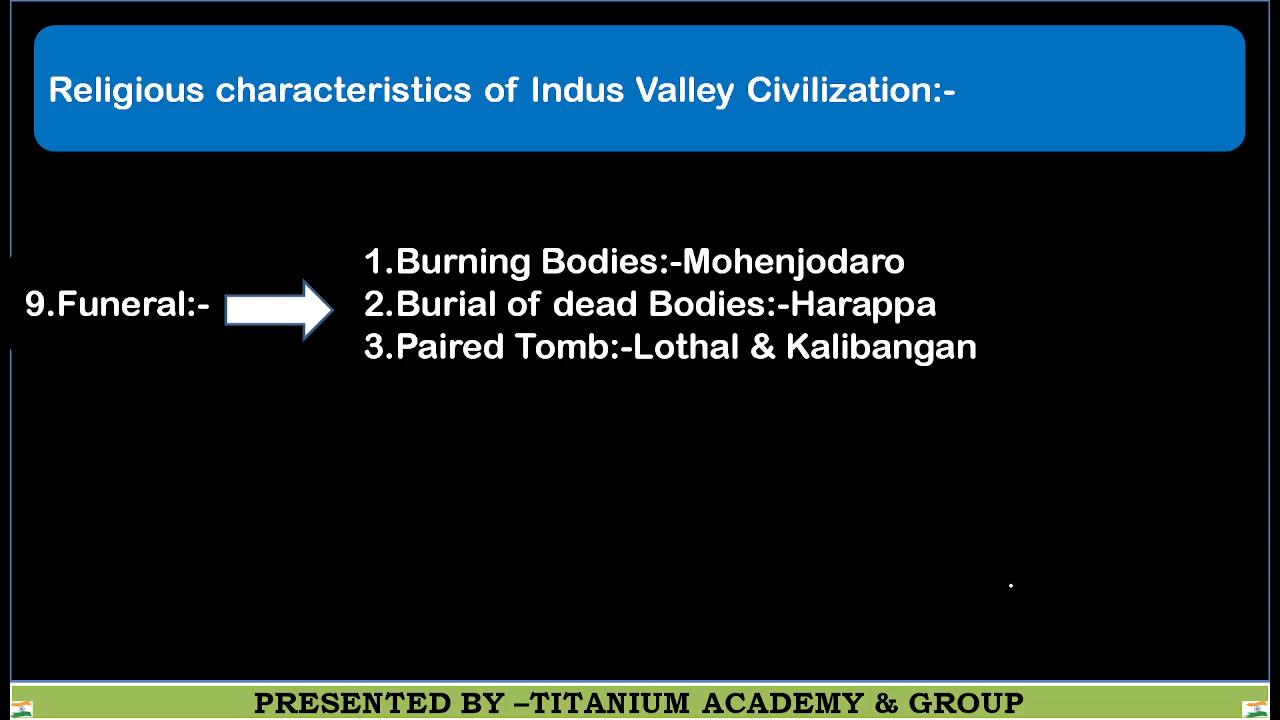 Religious characteristics of Indus Valley Civilization:-
9.Funeral:-
1.Burning Bodies:-Mohenjodaro
2.Burial of dead Bodies:-Harappa
3.Paired Tomb:-Lothal & Kalibangan
PRESENTED BY –TITANIUM ACADEMY & GROUP